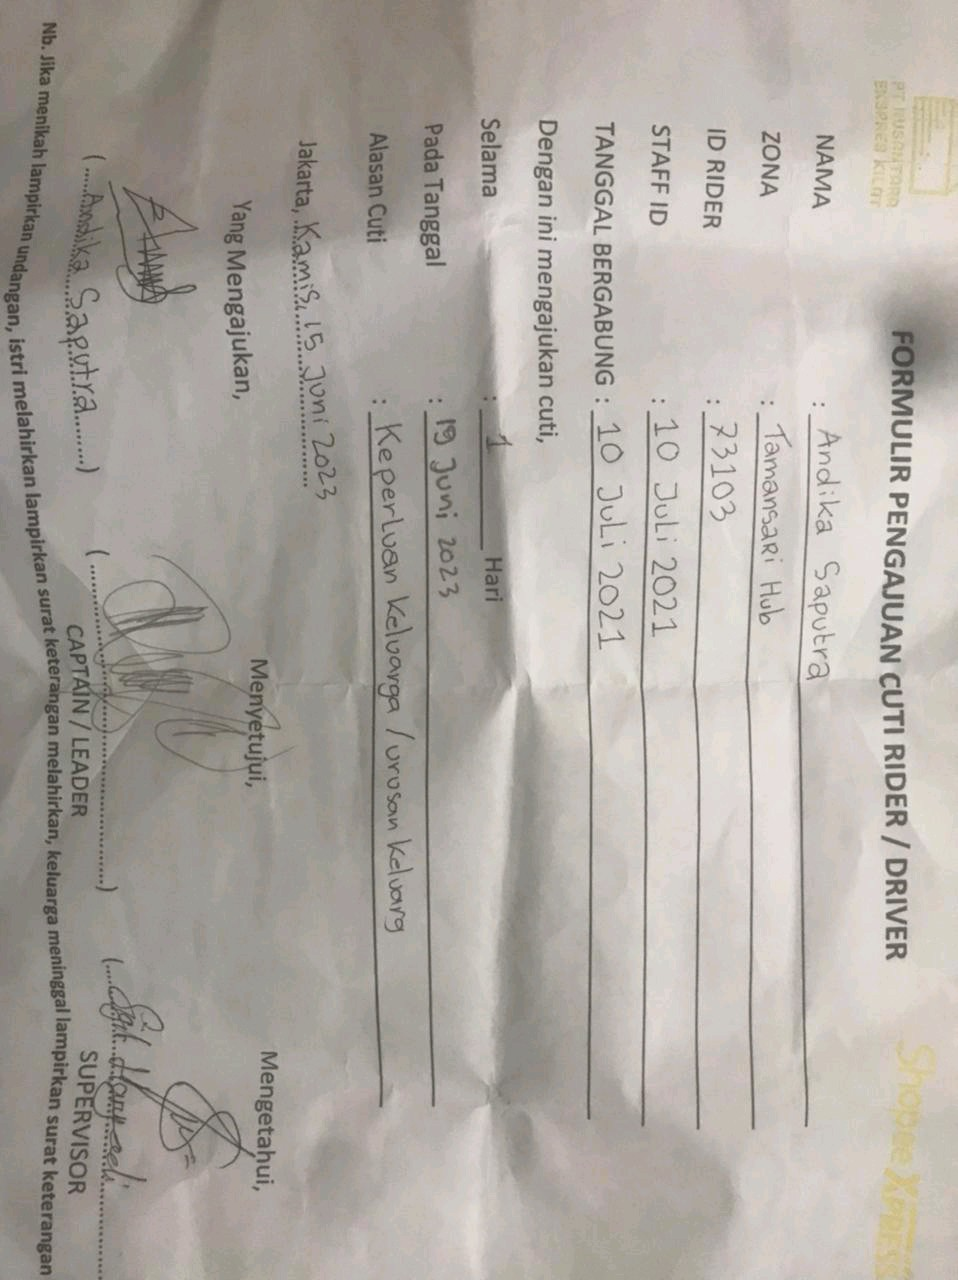 PT NUSANTARA
EKSPRES KILAT
Shopee XPRESS
FORMULIR PENGAJUAN CUTI RIDER / DRIVER
NAMA : Andika Saputra
ZONA : Tamansari Hub
ID RIDER : 73103
STAFF ID : 10 Juli 2021
TANGGAL BERGABUNG : 10 Juli 2021
Dengan ini mengajukan cuti,
Selama : 1 Hari
Pada Tanggal : 19 Juni 2023
Alasan Cuti : Keperluan Keluarga / urusan keluarg
Jakarta, Kamis, 15 Juni 2023
Yang Mengajukan, Menyetujui, Mengetahui,
(Andika Saputra)
CAPTAIN / LEADER SUPERVISOR
Nb. Jika menikah lampirkan undangan, istri melahirkan lampirkan surat keterangan melahirkan, keluarga meninggal lampirkan surat keterangan